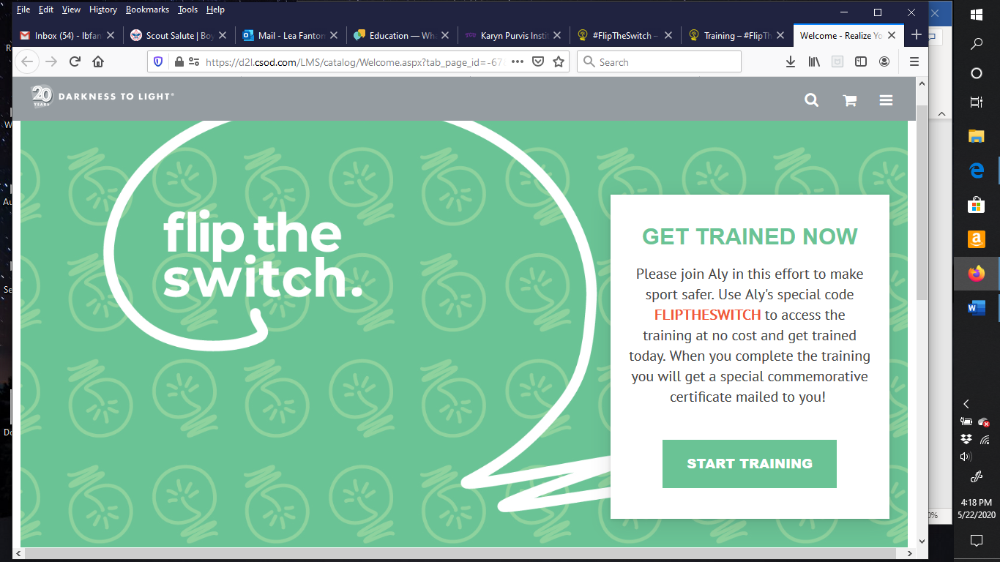 File Edit View History Bookmarks Tools Help
Inbox (54) - lbfan
Scout Salute | Boy
Mail - Lea Fanton
Education — Wha
Karyn Purvis Insti
#FlipTheSwitch –
Training – #FlipTh
Welcome - Realize Yo
https://d2l.csod.com/LMS/catalog/Welcome.aspx?tab_page_id=-67
Search
20 YEARS DARKNESS TO LIGHT®
flip the
switch.
GET TRAINED NOW
Please join Aly in this effort to make
sport safer. Use Aly's special code
FLIPTHESWITCH to access the
training at no cost and get trained
today. When you complete the training
you will get a special commemorative
certificate mailed to you!
START TRAINING
4:18 PM
5/22/2020